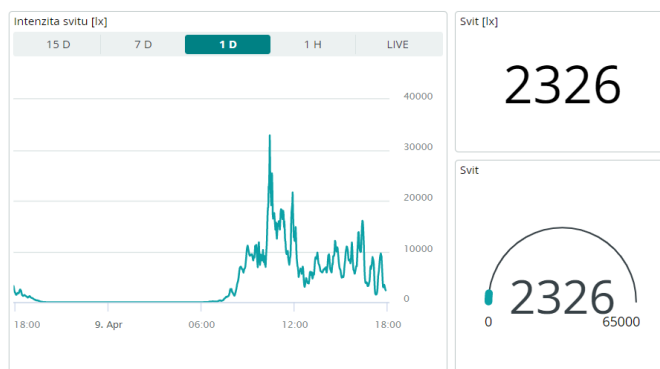 Intenzita svitu [lx]
15 D 7 D 1 D 1 H LIVE
40000
30000
20000
10000
0
18:00 9. Apr 06:00 12:00 18:00
Svit [lx]
2326
Svit
2326
0 65000